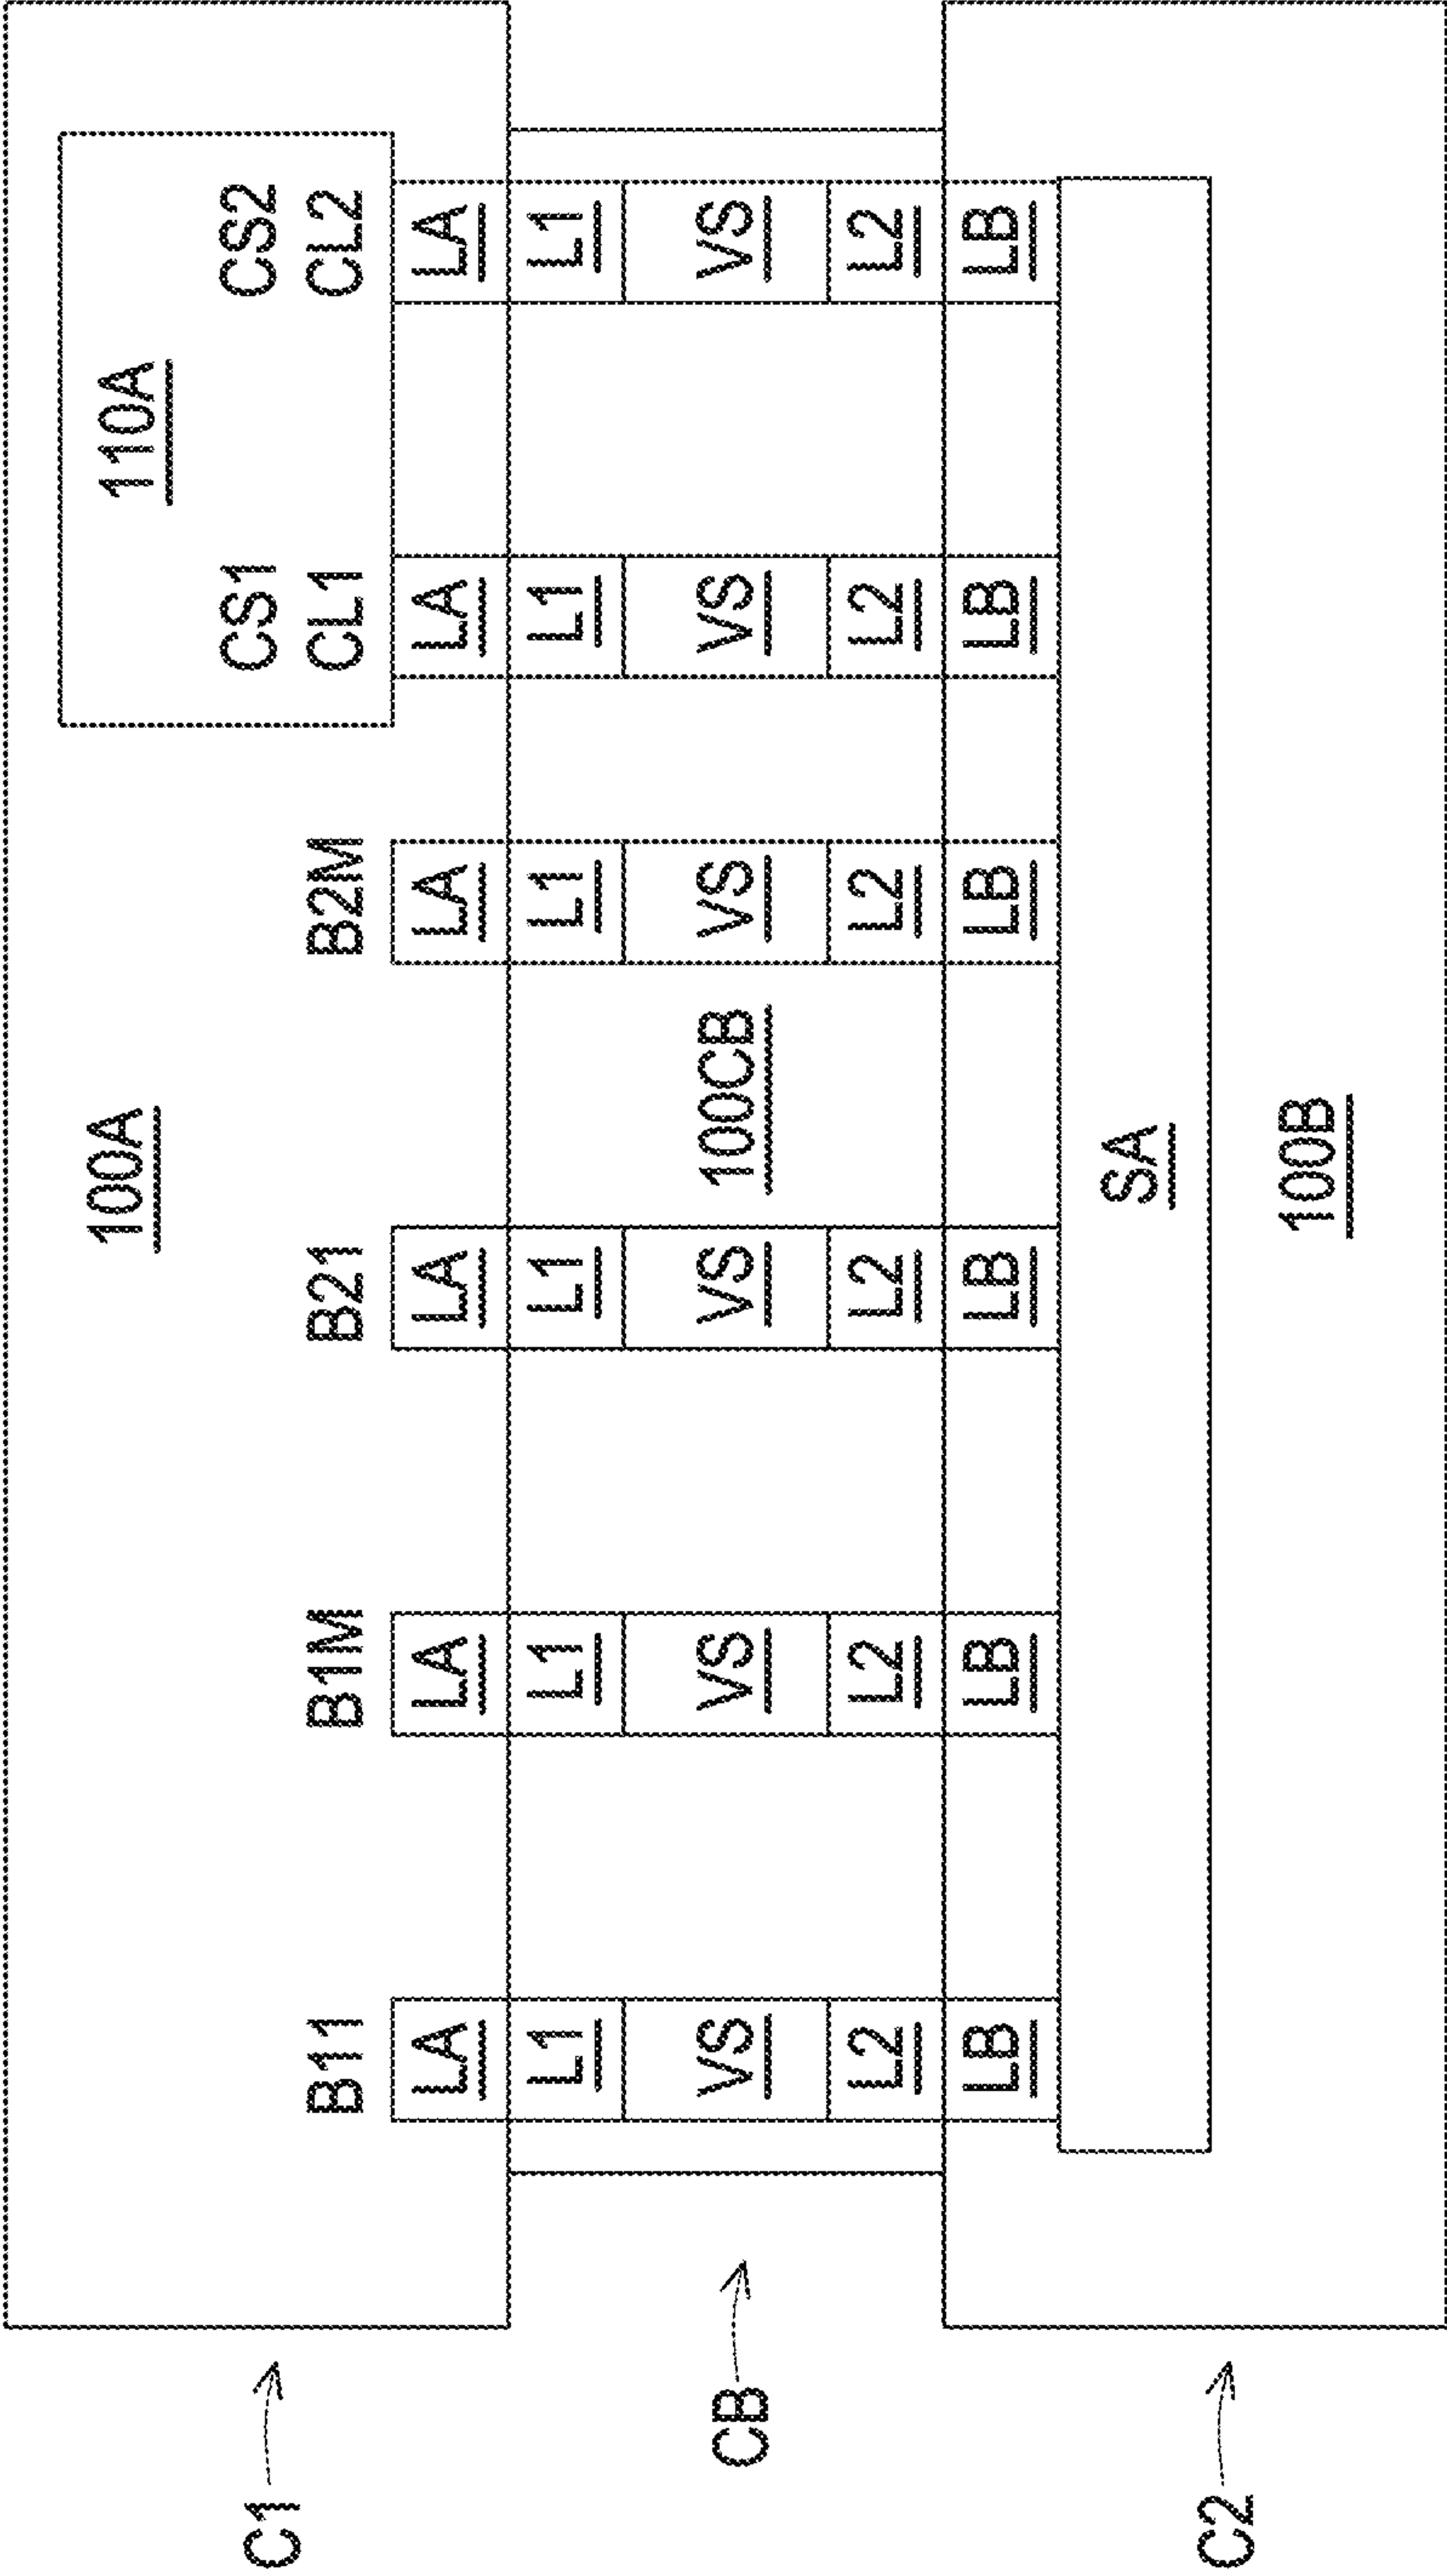 100A 110A
C1 CS1 CS2
B11 B1M B21 B2M CL1 CL2
LA LA LA LA LA LA
L1 L1 L1 L1 L1 L1
CB VS VS VS 100CB VS VS VS
L2 L2 L2 L2 L2 L2
LB LB LB LB LB LB
SA
C2
100B